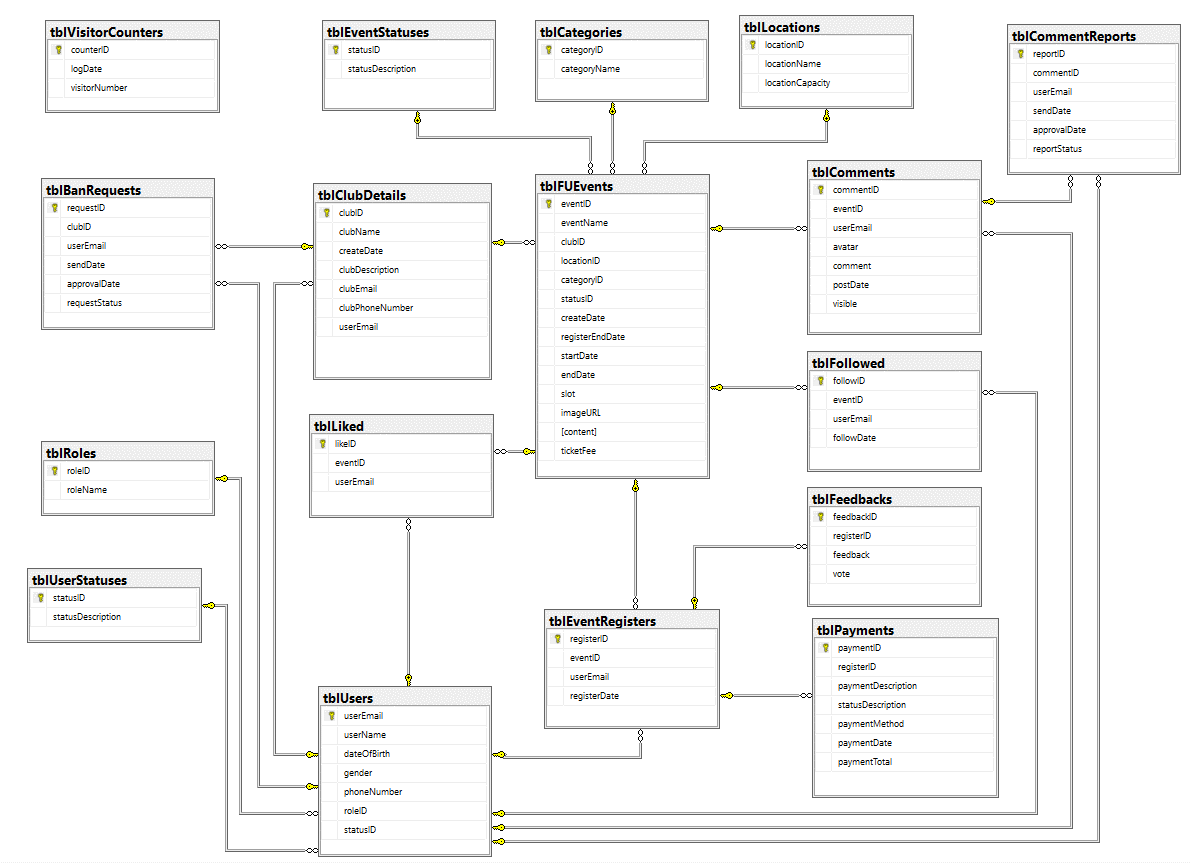 tblVisitorCounters
counterID
logDate
visitorNumber
tblEventStatuses
statusID
statusDescription
tblCategories
categoryID
categoryName
tblLocations
locationID
locationName
locationCapacity
tblCommentReports
reportID
commentID
userEmail
sendDate
approvalDate
reportStatus
tblBanRequests
requestID
clubID
userEmail
sendDate
approvalDate
requestStatus
tblClubDetails
clubID
clubName
createDate
clubDescription
clubEmail
clubPhoneNumber
userEmail
tblFUEvents
eventID
eventName
clubID
locationID
categoryID
statusID
createDate
registerEndDate
startDate
endDate
slot
imageURL
[content]
ticketFee
tblComments
commentID
eventID
userEmail
avatar
comment
postDate
visible
tblFollowed
followID
eventID
userEmail
followDate
tblLiked
likeID
eventID
userEmail
tblRoles
roleID
roleName
tblFeedbacks
feedbackID
registerID
feedback
vote
tblUserStatuses
statusID
statusDescription
tblEventRegisters
registerID
eventID
userEmail
registerDate
tblPayments
paymentID
registerID
paymentDescription
statusDescription
paymentMethod
paymentDate
paymentTotal
tblUsers
userEmail
userName
dateOfBirth
gender
phoneNumber
roleID
statusID